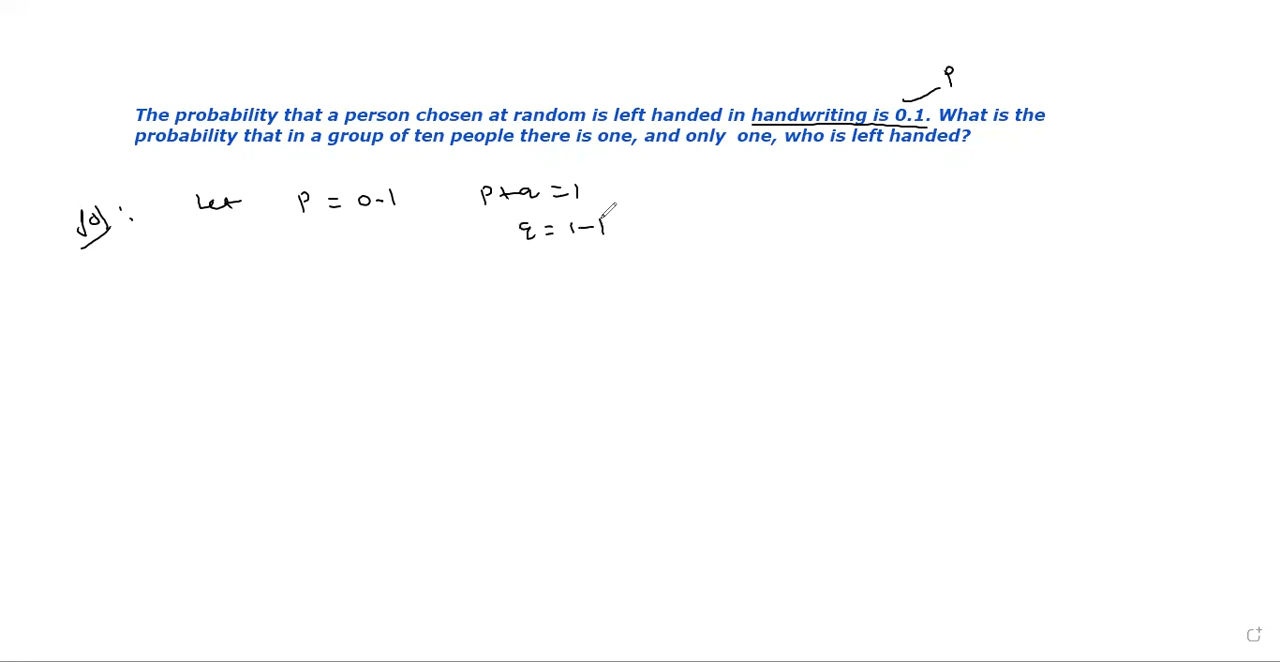 P
The probability that a person chosen at random is left handed in handwriting is 0.1. What is the
probability that in a group of ten people there is one, and only one, who is left handed?
Sol:
Let P = 0.1 P+q = 1
q = 1-